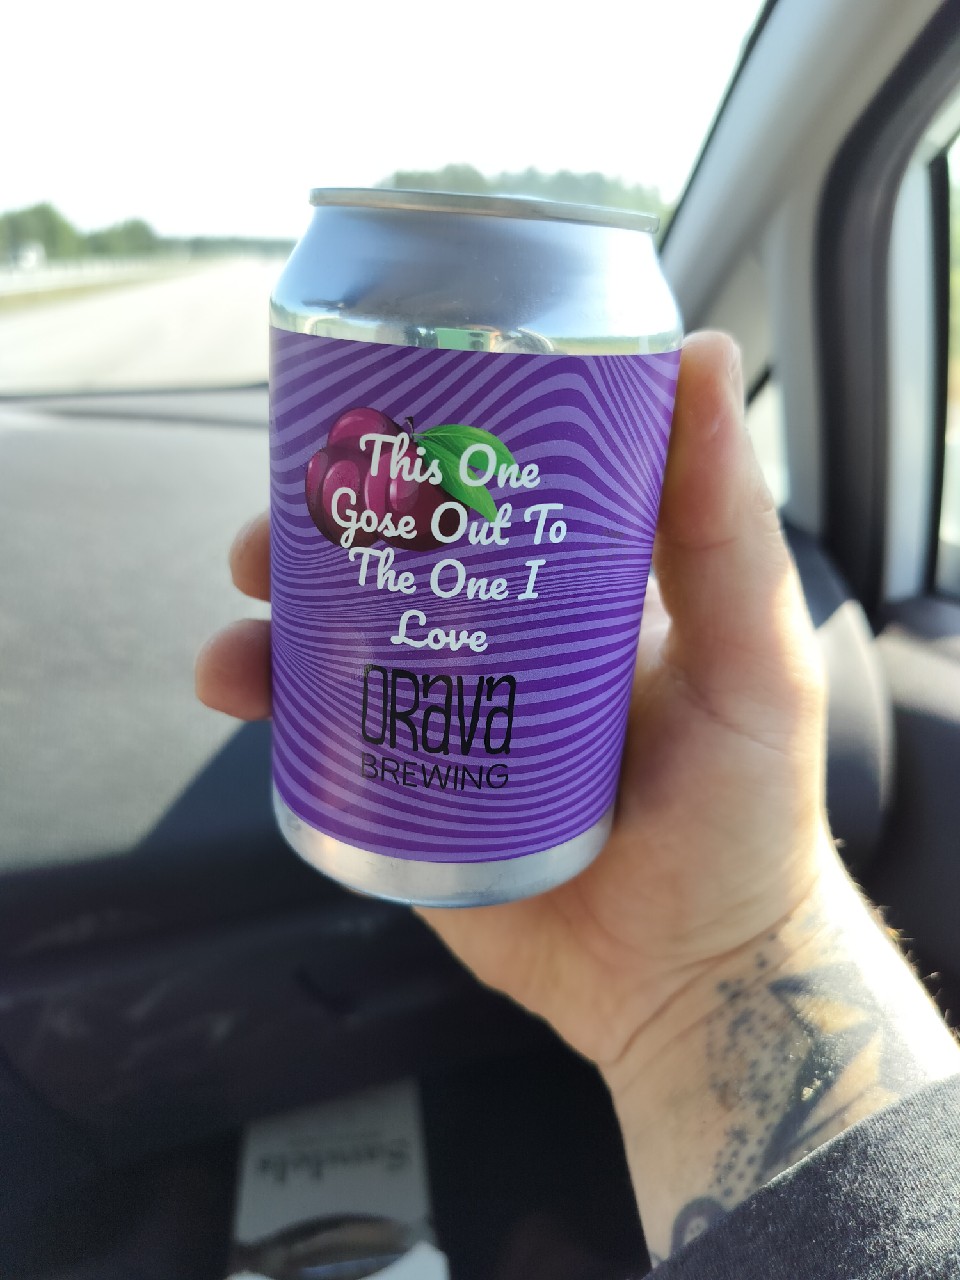 This One
Gose Out To
The One I
Love
ORava
BREWING